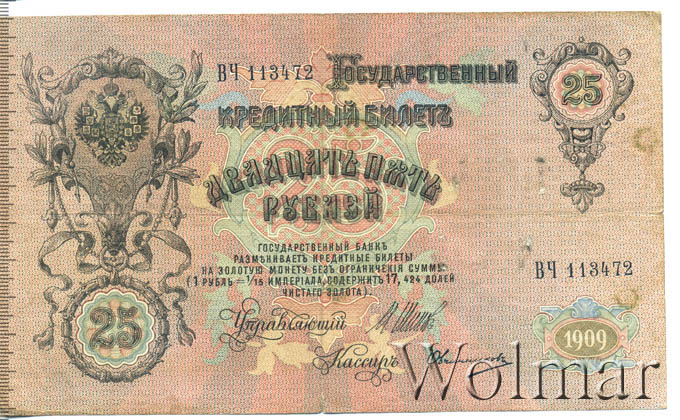 ВЧ 113472 Государственный
25
Кредитный Билетъ
Двадцать пять
25
рублей
Государственный банкъ
размѣниваетъ кредитные билеты
на золотую монету безъ ограниченія суммы
(1 рубль = 1/15 имперіала, содержитъ 17,424 долей
чистаго золота).
ВЧ 113472
Управляющій
Кассиръ
25
1909
Wolmar